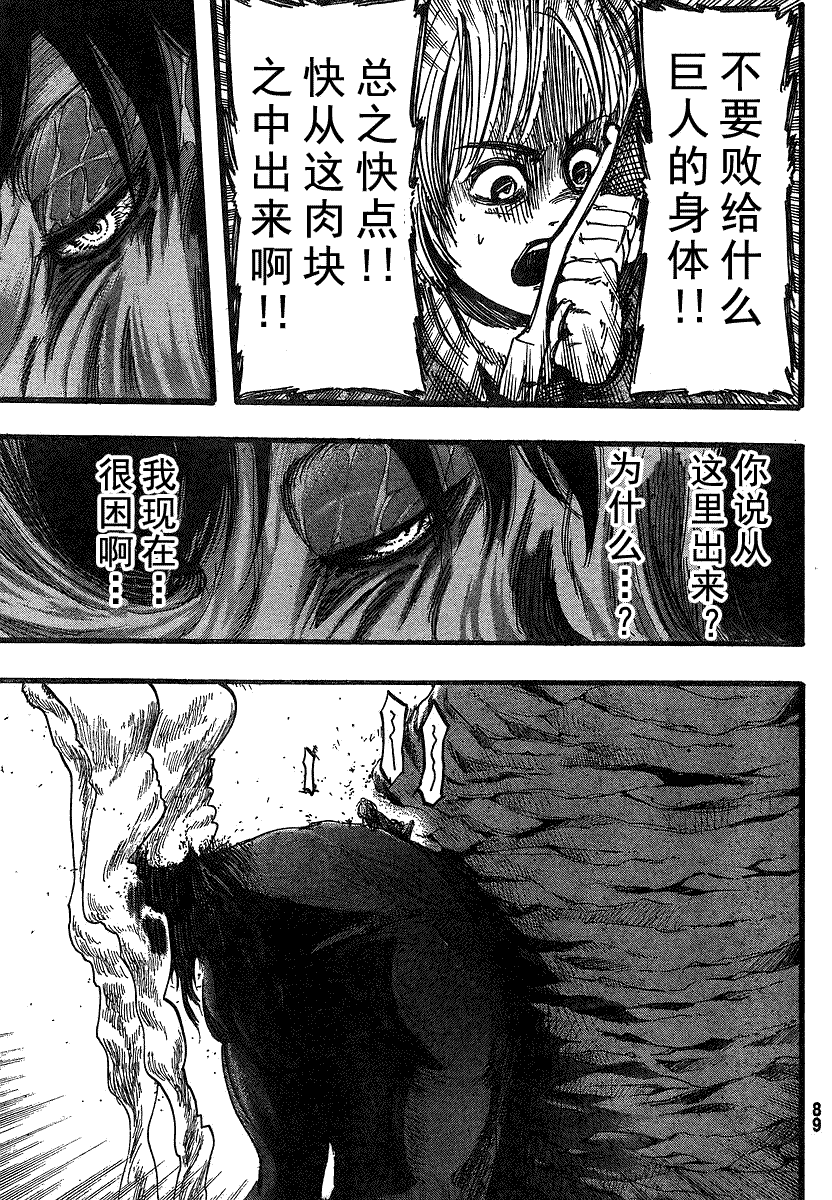 不要败给什么
巨人的身体!!
总之快点!!
快从这肉块
之中出来啊!!
你说从
这里出来?
为什么…?
我现在…
很困啊…
89